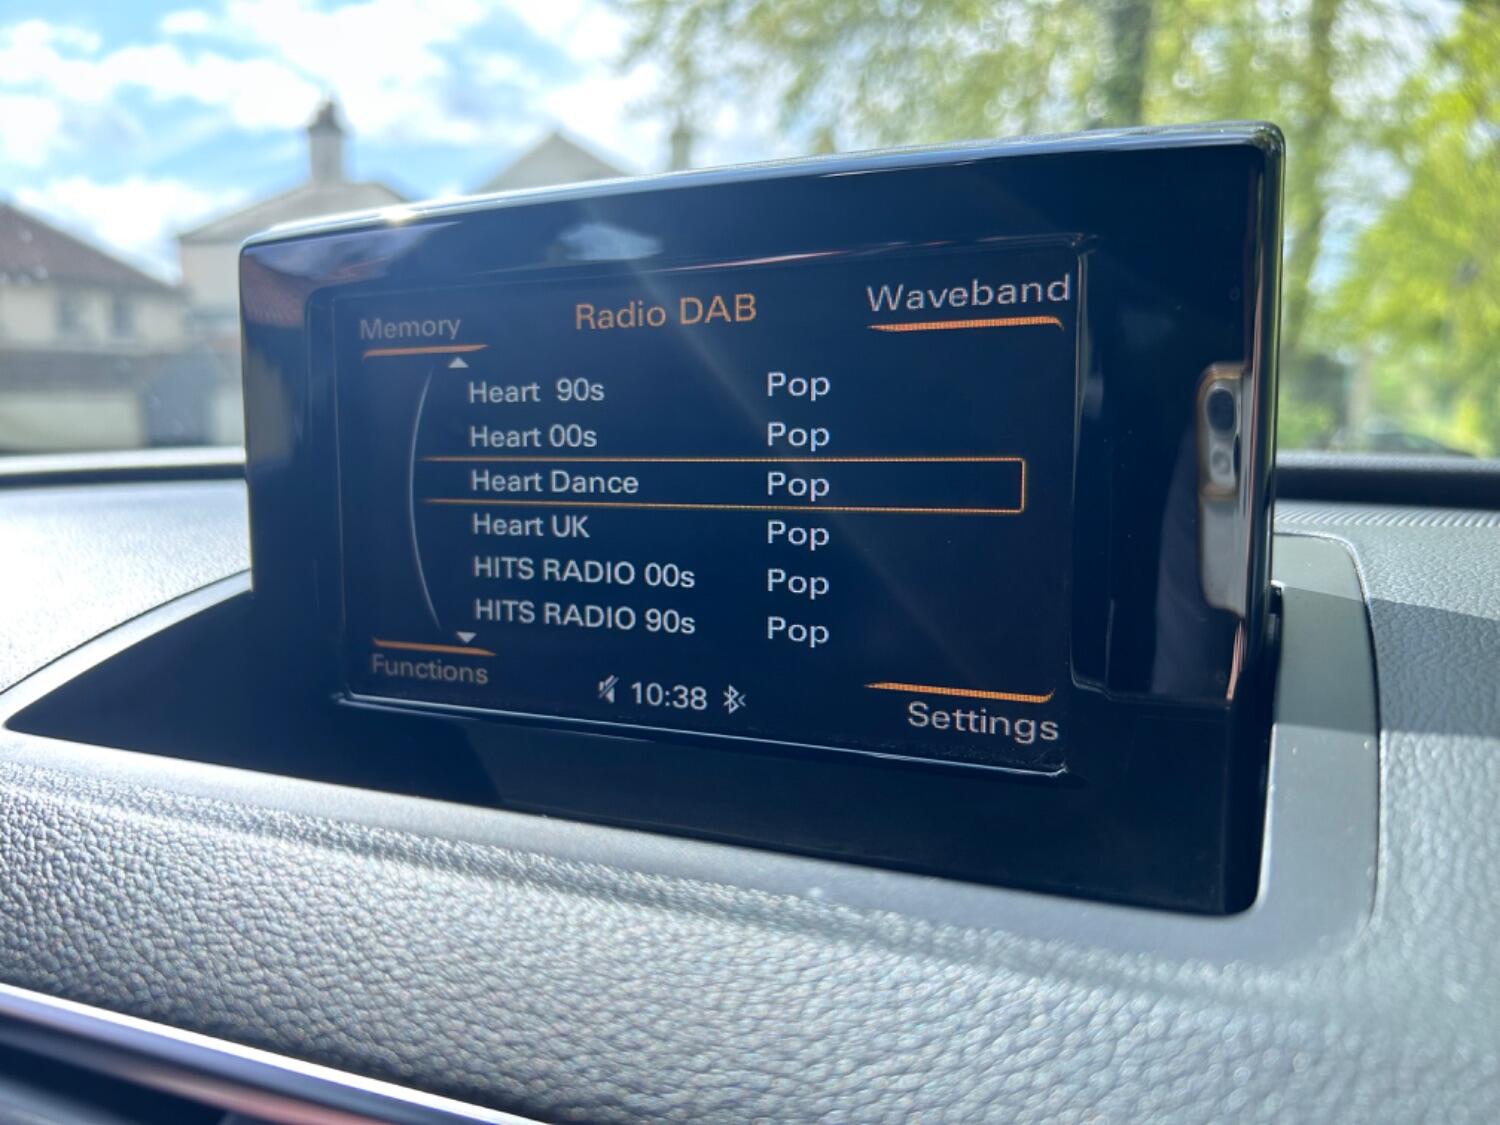 Memory
Radio DAB
Waveband
Heart 90s Pop
Heart 00s Pop
Heart Dance Pop
Heart UK Pop
HITS RADIO 00s Pop
HITS RADIO 90s Pop
Functions
10:38
Settings